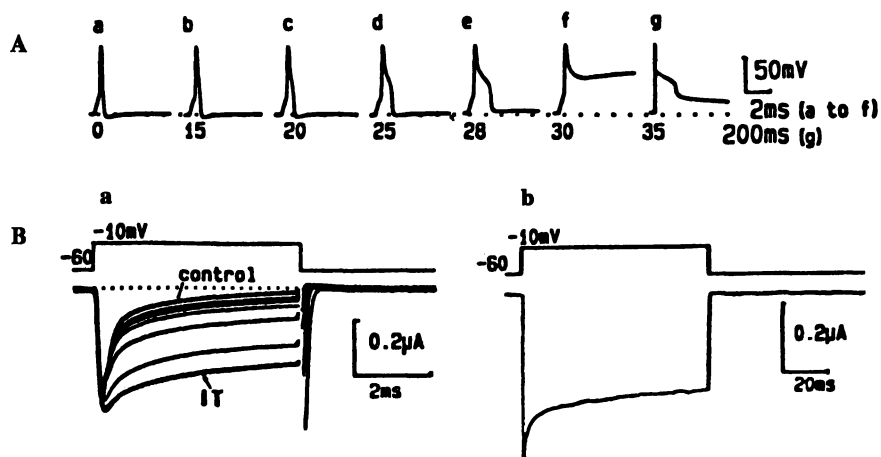 A
a b c d e f g
50mV
2ms (a to f)
200ms (g)
0 15 20 25 28 30 35
a b
B
-10mV -10mV
-60 -60
control
0.2µA 0.2µA
IT
2ms 20ms